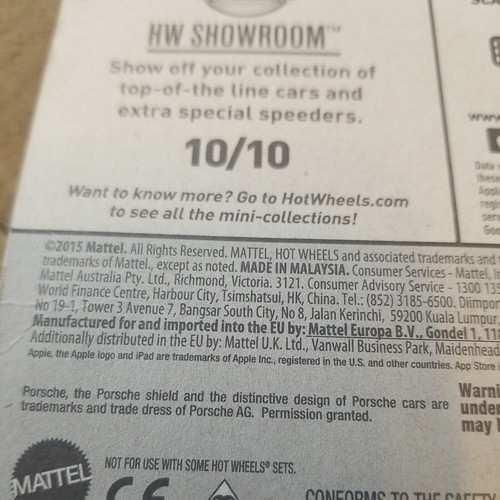 HW SHOWROOM™
Show off your collection of
top-of-the line cars and
extra special speeders.
10/10
Want to know more? Go to HotWheels.com
to see all the mini-collections!
www
©2015 Mattel. All Rights Reserved. MATTEL, HOT WHEELS and associated trademarks and
trademarks of Mattel., except as noted. MADE IN MALAYSIA. Consumer Services - Mattel,
Mattel Australia Pty. Ltd., Richmond, Victoria. 3121. Consumer Advisory Service - 1300 135
World Finance Centre, Harbour City, Tsimshatsui, HK, China. Tel.: (852) 3185-6500. Diimpor
No 19-1, Tower 3 Avenue 7, Bangsar South City, No 8, Jalan Kerinchi, 59200 Kuala Lumpur,
Manufactured for and imported into the EU by: Mattel Europa B.V., Gondel 1,
Additionally distributed in the EU by: Mattel U.K. Ltd., Vanwall Business Park, Maidenhead
Apple, the Apple logo and iPad are trademarks of Apple Inc., registered in the U.S. and other countries. App Store
Porsche, the Porsche shield and the distinctive design of Porsche cars are
trademarks and trade dress of Porsche AG. Permission granted.
Warni
under
may
MATTEL
NOT FOR USE WITH SOME HOT WHEELS® SETS.
CE
CONFORMS TO THE SAFETY